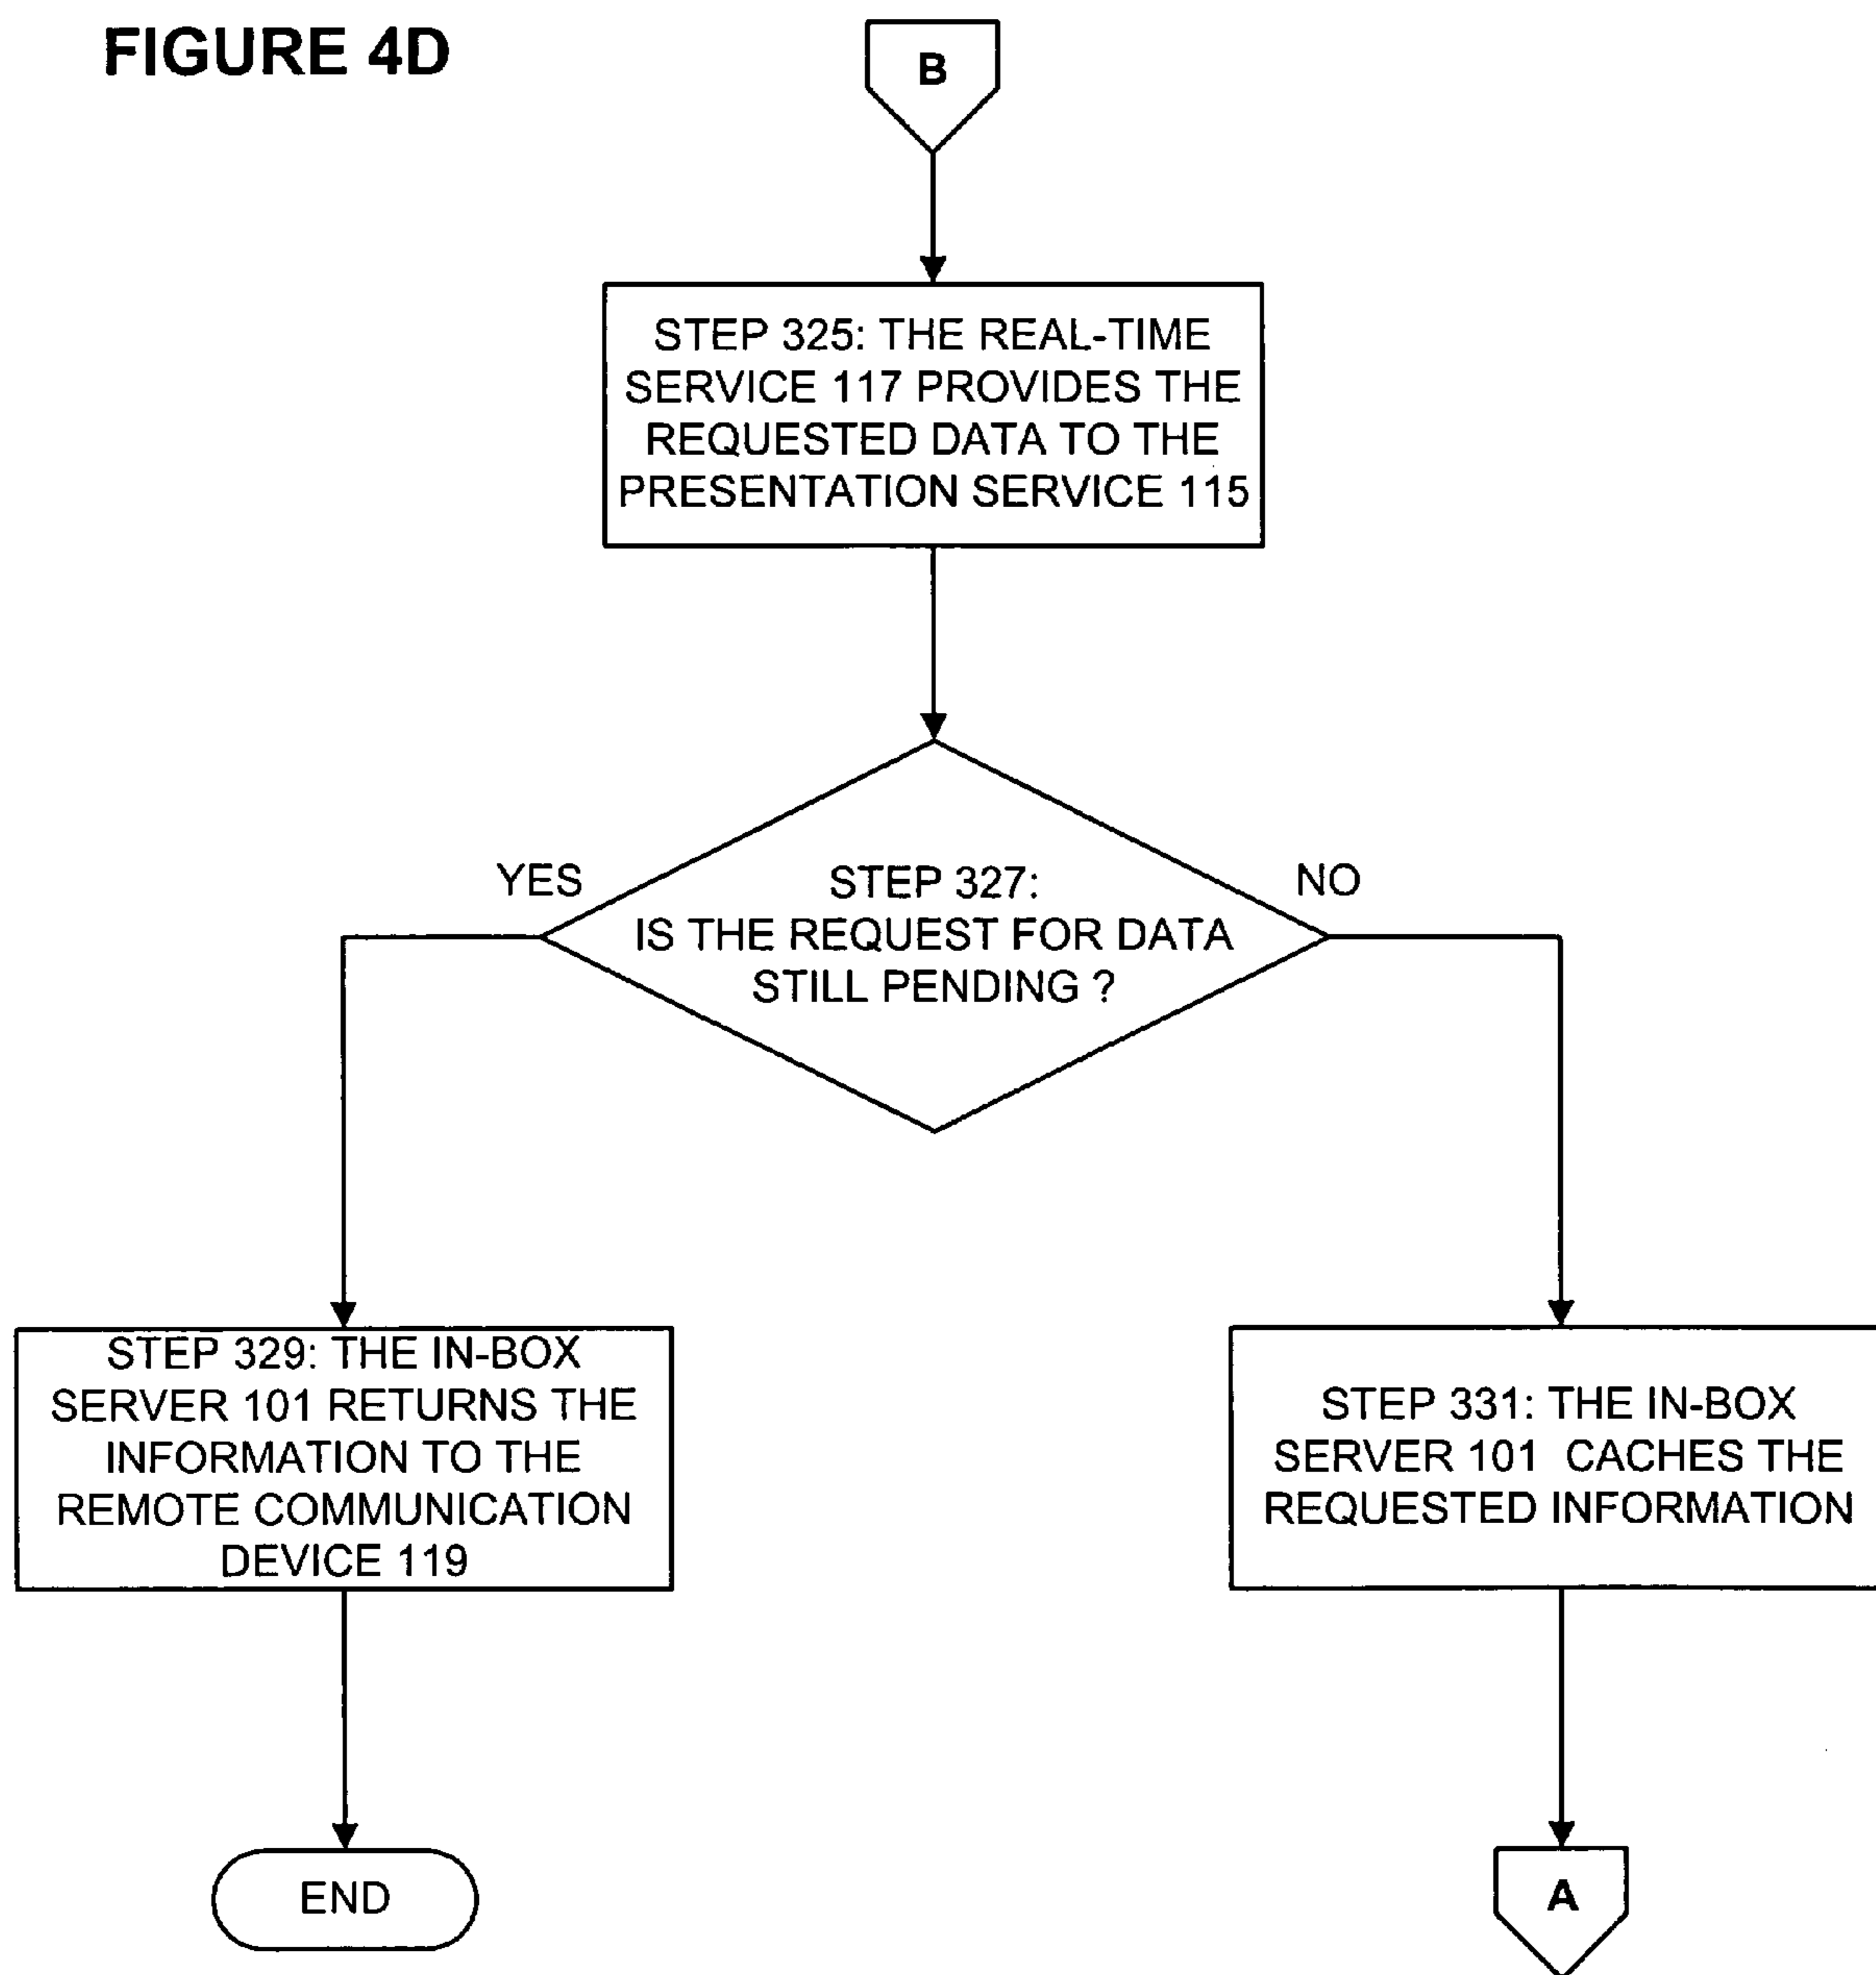 FIGURE 4D
B
STEP 325: THE REAL-TIME
SERVICE 117 PROVIDES THE
REQUESTED DATA TO THE
PRESENTATION SERVICE 115
YES
NO
STEP 327:
IS THE REQUEST FOR DATA
STILL PENDING ?
STEP 329: THE IN-BOX
SERVER 101 RETURNS THE
INFORMATION TO THE
REMOTE COMMUNICATION
DEVICE 119
STEP 331: THE IN-BOX
SERVER 101 CACHES THE
REQUESTED INFORMATION
END
A